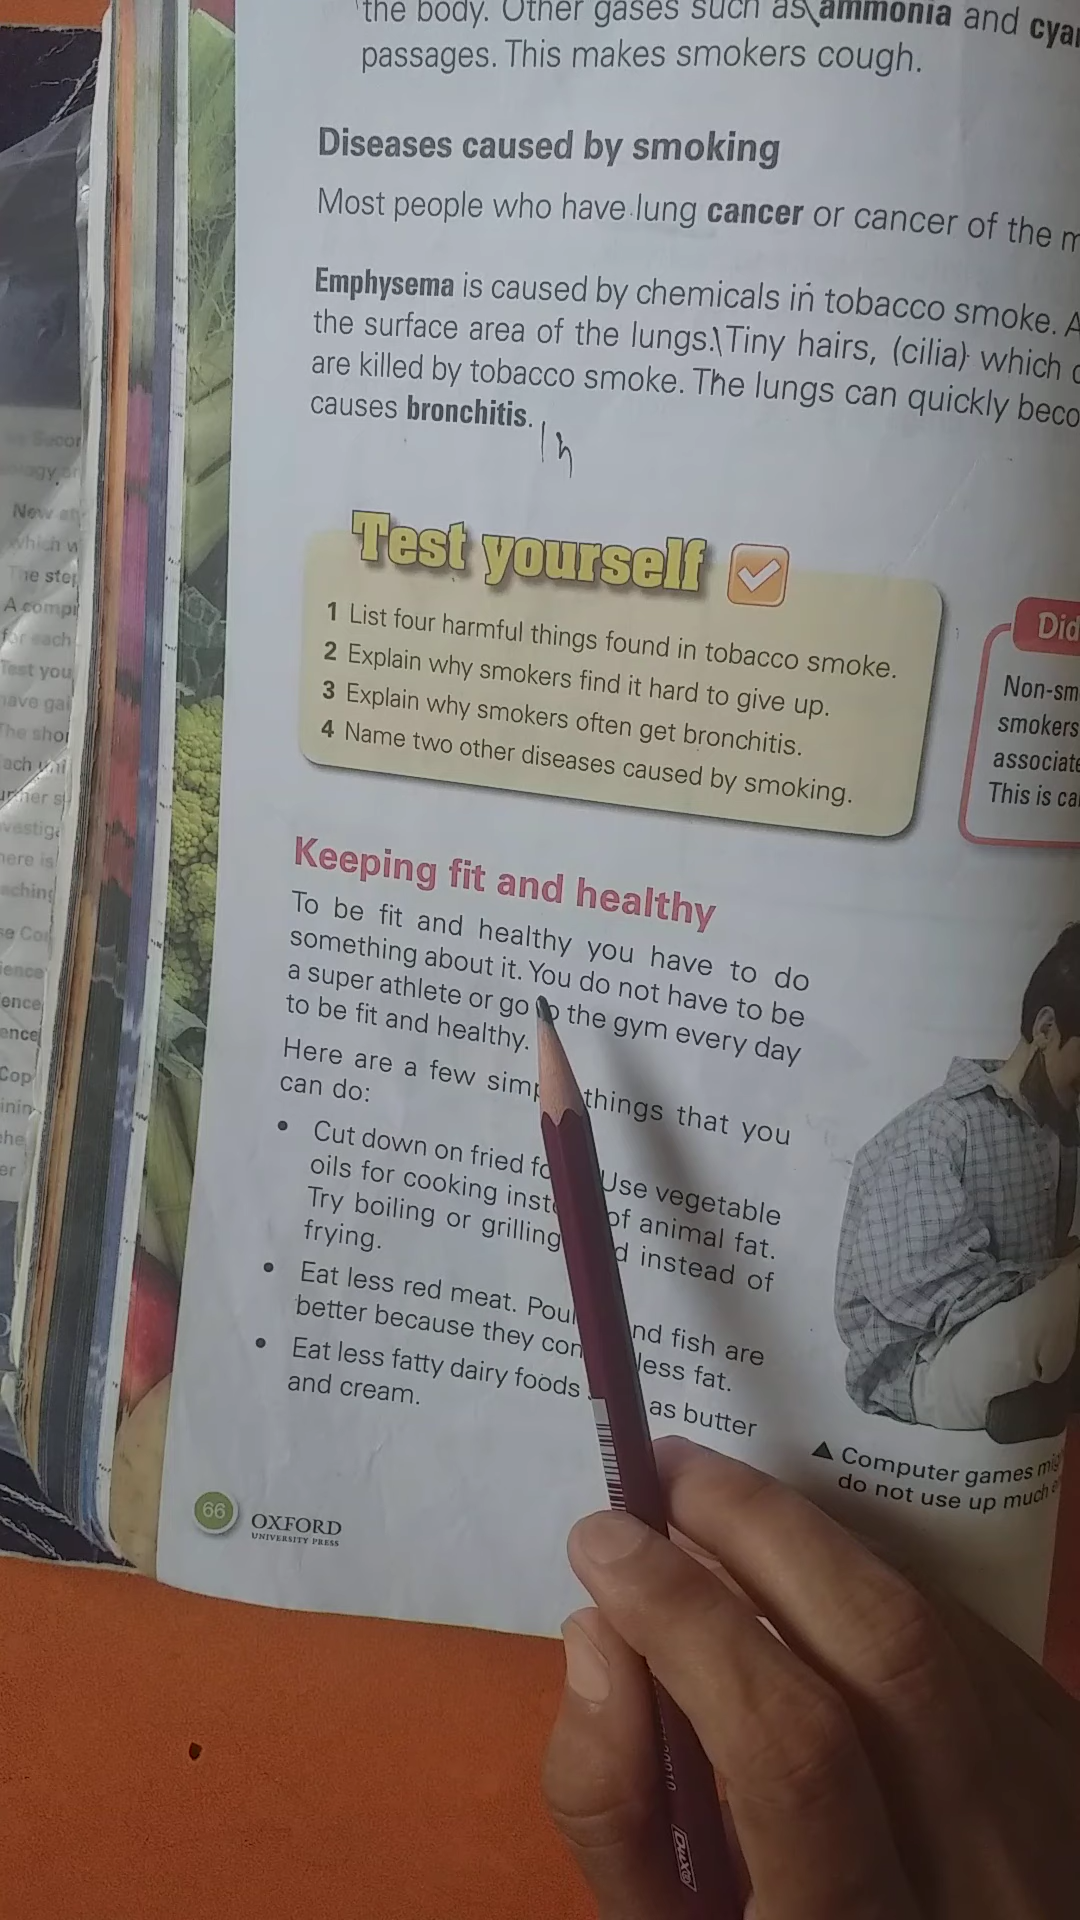 the body. Other gases such as ammonia and
passages. This makes smokers cough.
Diseases caused by smoking
Most people who have lung cancer or cancer of the
Emphysema is caused by chemicals in tobacco smoke.
the surface area of the lungs. Tiny hairs, (cilia) which
are killed by tobacco smoke. The lungs can quickly
causes bronchitis.
Test yourself
1 List four harmful things found in tobacco smoke.
2 Explain why smokers find it hard to give up.
3 Explain why smokers often get bronchitis.
4 Name two other diseases caused by smoking.
Did
Non-sm
smokers
associate
This is
Keeping fit and healthy
To be fit and healthy you have to do
something about it. You do not have to be
a super athlete or go the gym every day
to be fit and healthy.
Here are a few things that you
can do:
• Cut down on fried Use vegetable
oils for cooking of animal fat.
Try boiling or grilling instead of
frying.
• Eat less red meat. fish are
better because they less fat.
• Eat less fatty dairy foods as butter
and cream.
▲ Computer games
do not use up much
66
OXFORD
UNIVERSITY PRESS
Dux